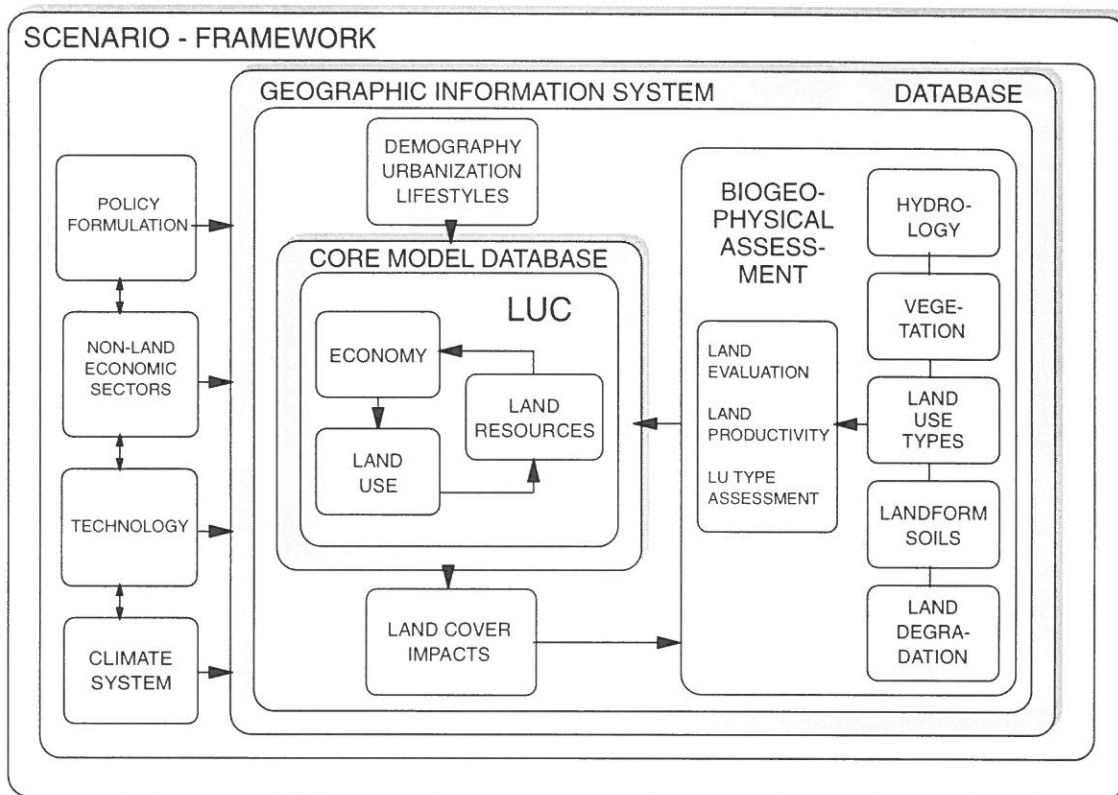 SCENARIO - FRAMEWORK
GEOGRAPHIC INFORMATION SYSTEM
DATABASE
POLICY
FORMULATION
NON-LAND
ECONOMIC
SECTORS
TECHNOLOGY
CLIMATE
SYSTEM
DEMOGRAPHY
URBANIZATION
LIFESTYLES
CORE MODEL DATABASE
LUC
ECONOMY
LAND
USE
LAND
RESOURCES
LAND COVER
IMPACTS
BIOGEO-
PHYSICAL
ASSESS-
MENT
LAND
EVALUATION
LAND
PRODUCTIVITY
LU TYPE
ASSESSMENT
HYDRO-
LOGY
VEGE-
TATION
LAND
USE
TYPES
LANDFORM
SOILS
LAND
DEGRA-
DATION